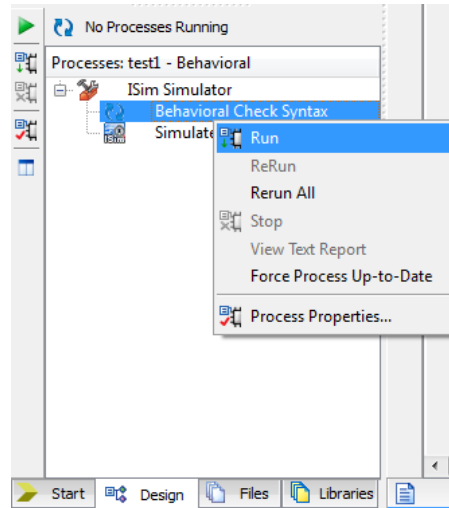 No Processes Running
Processes: test1 - Behavioral
ISim Simulator
Behavioral Check Syntax
Simulate
Run
ReRun
Rerun All
Stop
View Text Report
Force Process Up-to-Date
Process Properties...
Start
Design
Files
Libraries